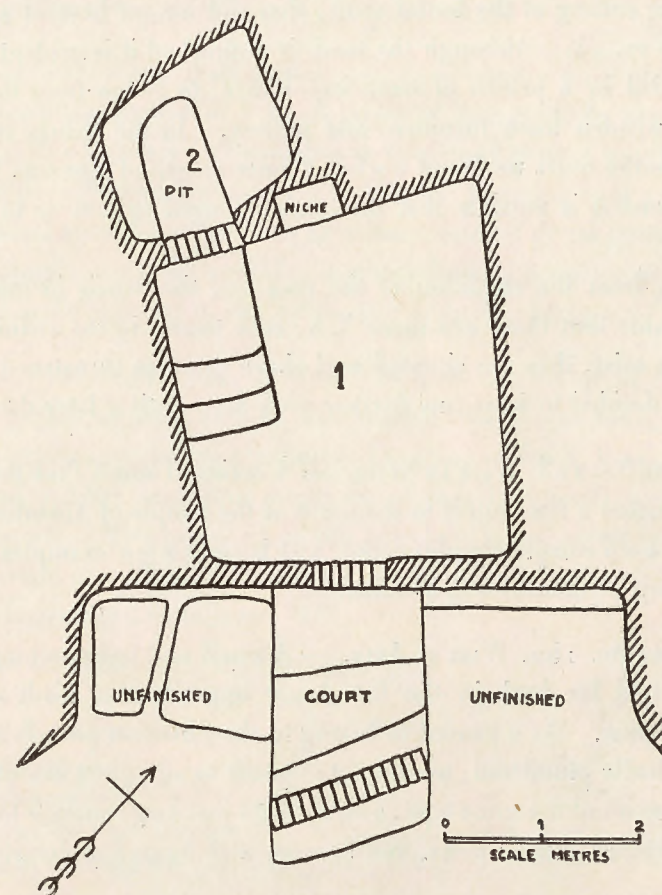 2
PIT
NICHE
1
UNFINISHED
COURT
UNFINISHED
0 1 2
SCALE METRES